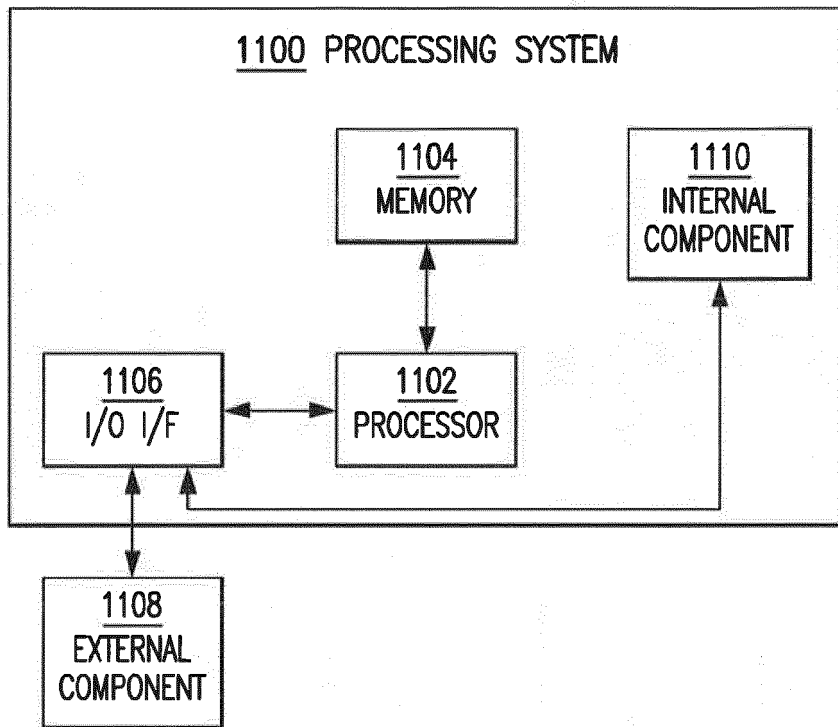 1100 PROCESSING SYSTEM
1104
MEMORY
1110
INTERNAL
COMPONENT
1106
I/O I/F
1102
PROCESSOR
1108
EXTERNAL
COMPONENT